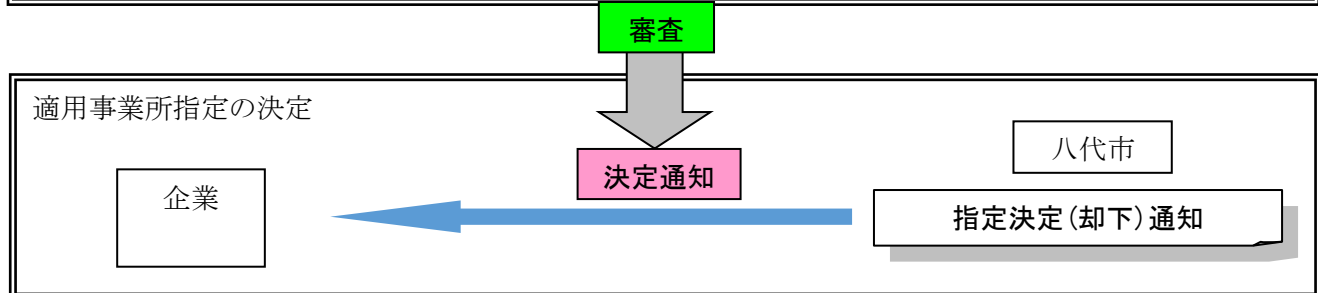 審査
適用事業所指定の決定
八代市
決定通知
企業
指定決定(却下)通知